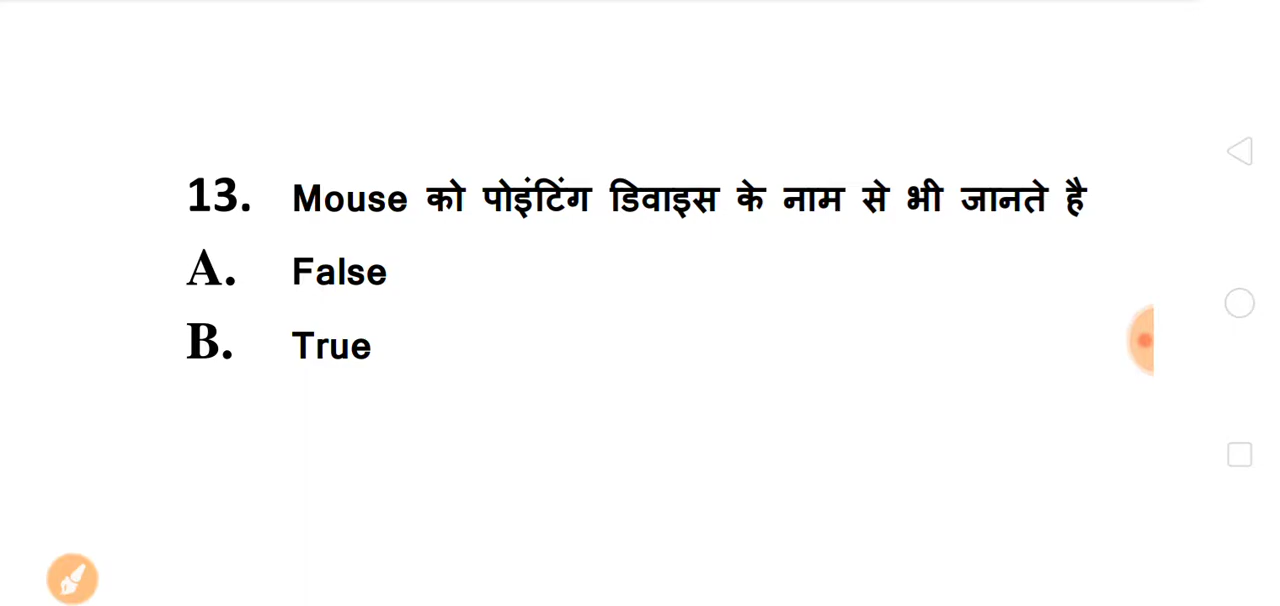 13. Mouse को पोइंटिंग डिवाइस के नाम से भी जानते है
A. False
B. True